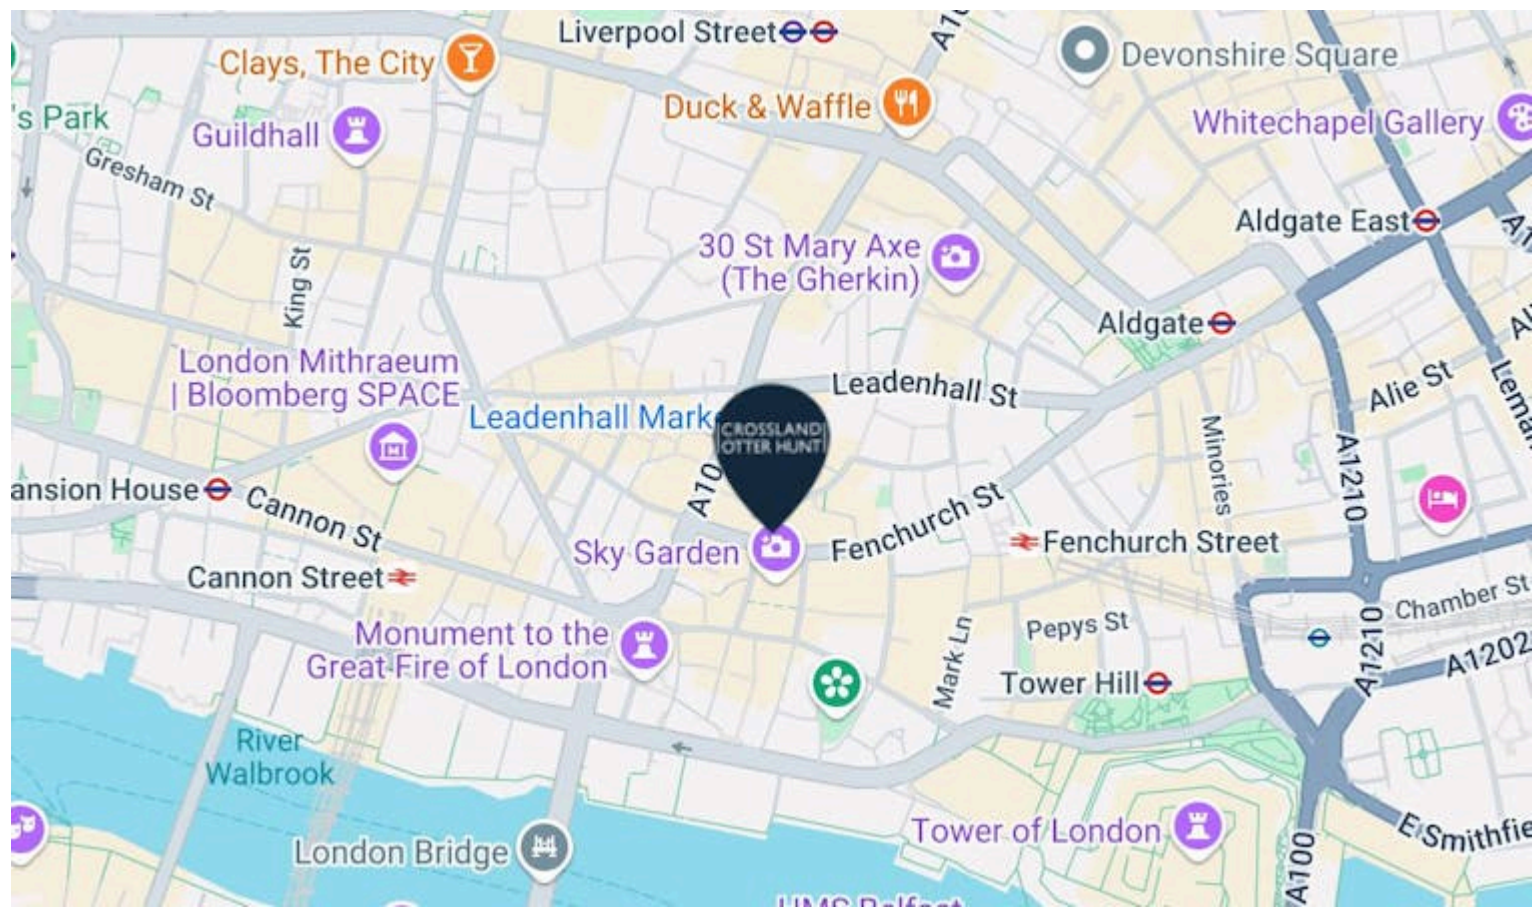 Liverpool Street
A10
Clays, The City
Devonshire Square
Duck & Waffle
's Park
Guildhall
Whitechapel Gallery
Gresham St
Aldgate East
30 St Mary Axe
(The Gherkin)
King St
Aldgate
London Mithraeum
| Bloomberg SPACE
Leadenhall St
Alie St
Leadenhall Mark
CROSSLAND
OTTER HUNT
Minories
A1210
A10
ansion House
Cannon St
Fenchurch St
Fenchurch Street
Sky Garden
Cannon Street
Chamber St
Monument to the
Great Fire of London
Pepys St
Mark Ln
A1210
A1202
Tower Hill
River
Walbrook
Tower of London
London Bridge
E Smithfie
A100
HMS Belfast